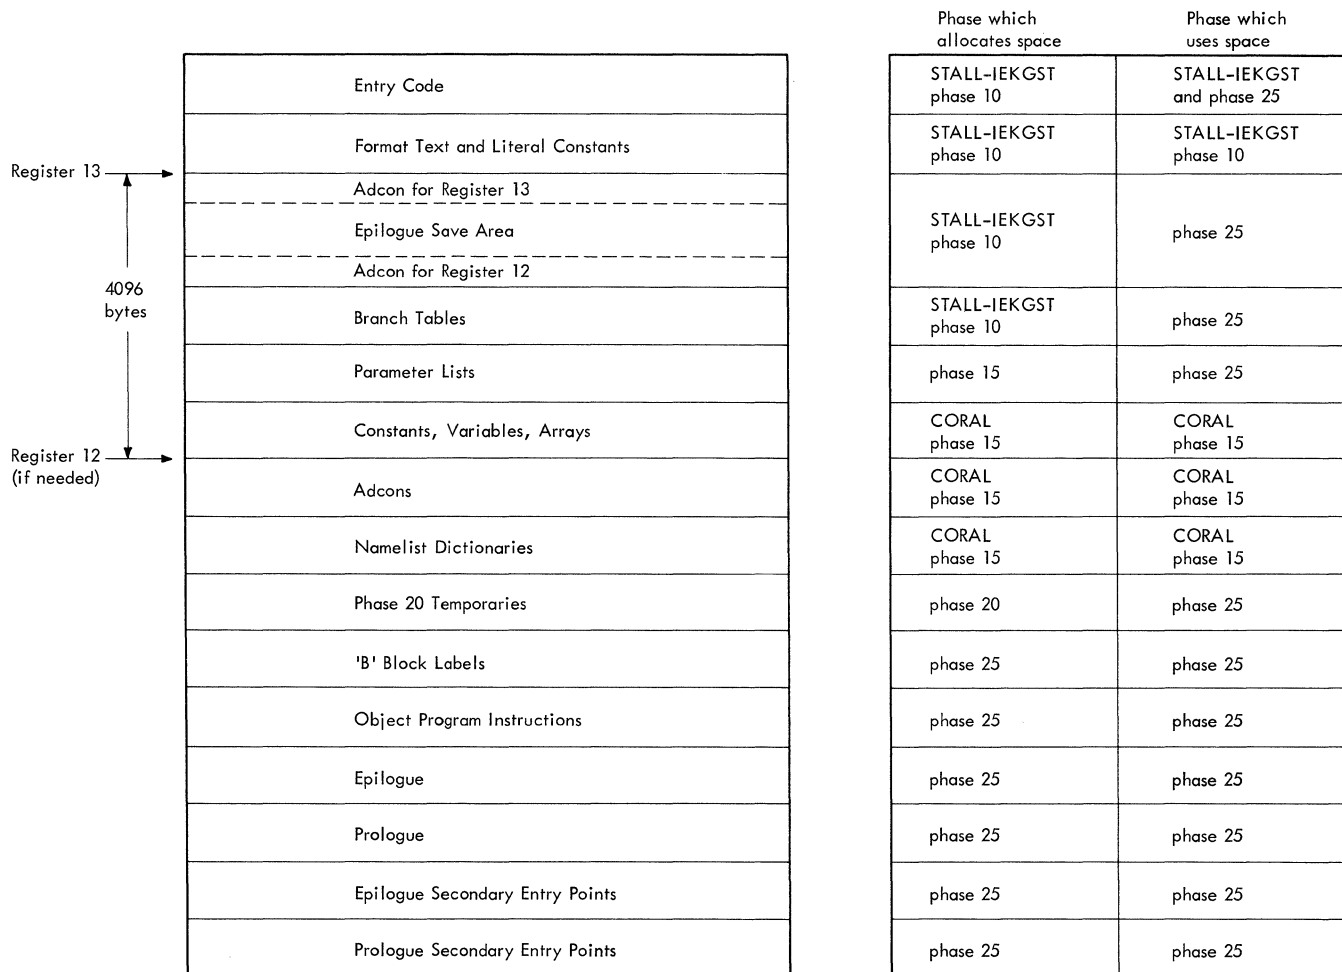 Phase which
allocates space
Phase which
uses space
Entry Code
STALL-IEKGST
phase 10
STALL-IEKGST
and phase 25
Format Text and Literal Constants
STALL-IEKGST
phase 10
STALL-IEKGST
phase 10
Register 13
Adcon for Register 13
Epilogue Save Area
Adcon for Register 12
STALL-IEKGST
phase 10
phase 25
4096
bytes
Branch Tables
STALL-IEKGST
phase 10
phase 25
Parameter Lists
phase 15
phase 25
Constants, Variables, Arrays
CORAL
phase 15
CORAL
phase 15
Register 12
(if needed)
Adcons
CORAL
phase 15
CORAL
phase 15
Namelist Dictionaries
CORAL
phase 15
CORAL
phase 15
Phase 20 Temporaries
phase 20
phase 25
'B' Block Labels
phase 25
phase 25
Object Program Instructions
phase 25
phase 25
Epilogue
phase 25
phase 25
Prologue
phase 25
phase 25
Epilogue Secondary Entry Points
phase 25
phase 25
Prologue Secondary Entry Points
phase 25
phase 25